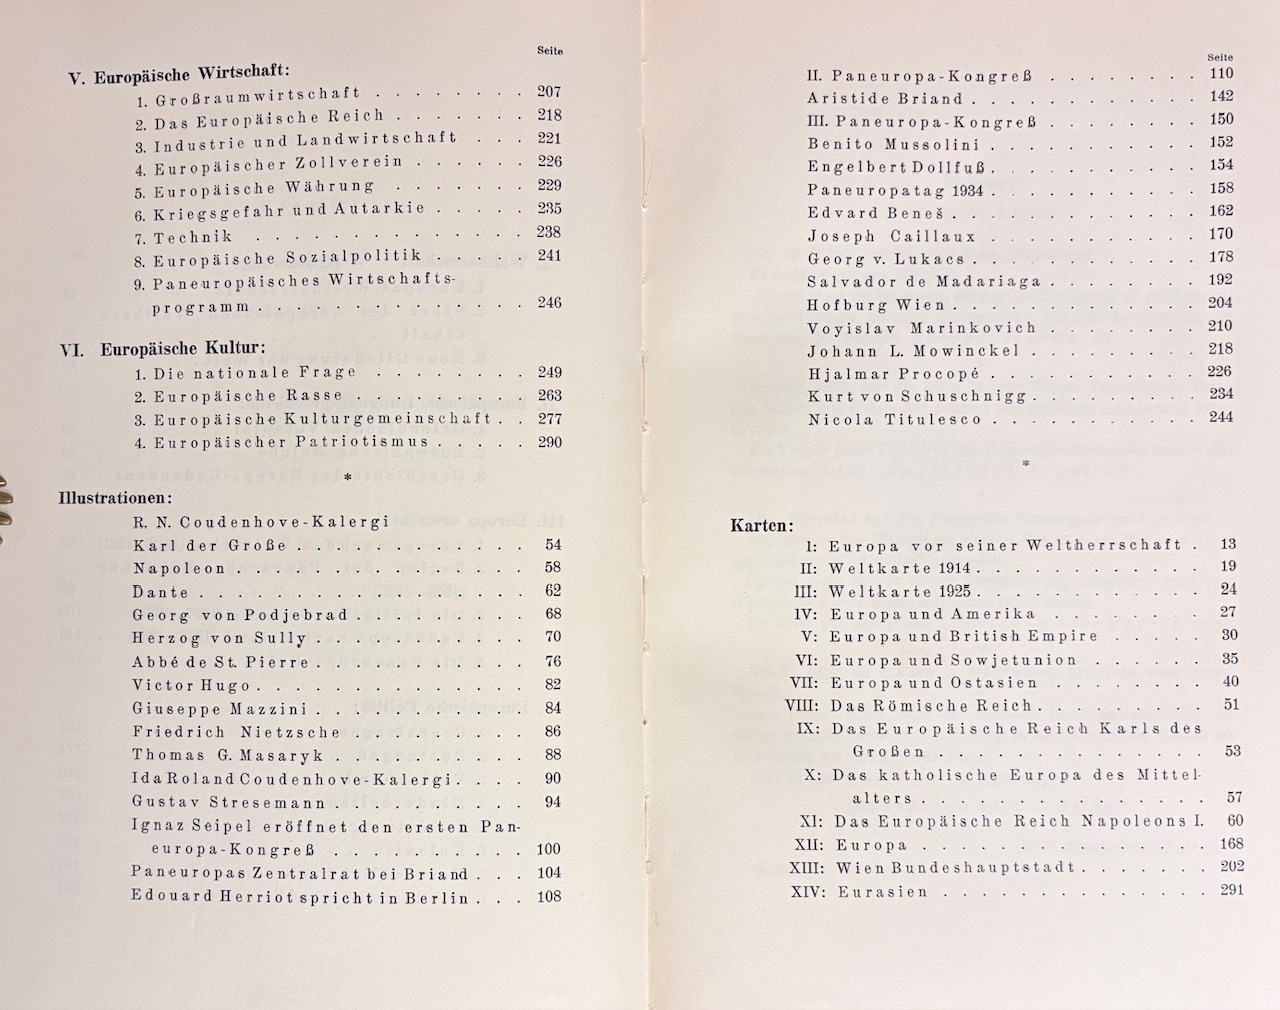 Seite
V. Europäische Wirtschaft:
1. Großraumwirtschaft . . . . . . . . 207
2. Das Europäische Reich . . . . . . . 218
3. Industrie und Landwirtschaft . . . 221
4. Europäischer Zollverein . . . . . . 226
5. Europäische Währung . . . . . . . 229
6. Kriegsgefahr und Autarkie . . . . . 235
7. Technik . . . . . . . . . . . . . . 238
8. Europäische Sozialpolitik . . . . . 241
9. Paneuropäisches Wirtschafts-
programm . . . . . . . . . . . . . . 246
VI. Europäische Kultur:
1. Die nationale Frage . . . . . . . . 249
2. Europäische Rasse . . . . . . . . . 263
3. Europäische Kulturgemeinschaft . . 277
4. Europäischer Patriotismus . . . . . 290
*
Illustrationen:
R. N. Coudenhove-Kalergi
Karl der Große . . . . . . . . . . . . 54
Napoleon . . . . . . . . . . . . . . . 58
Dante . . . . . . . . . . . . . . . . . 62
Georg von Podjebrad . . . . . . . . . 68
Herzog von Sully . . . . . . . . . . . 70
Abbé de St. Pierre . . . . . . . . . . . 76
Victor Hugo . . . . . . . . . . . . . . 82
Giuseppe Mazzini . . . . . . . . . . . 84
Friedrich Nietzsche . . . . . . . . . 86
Thomas G. Masaryk . . . . . . . . . . 88
Ida Roland Coudenhove-Kalergi . . . . 90
Gustav Stresemann . . . . . . . . . . 94
Ignaz Seipel eröffnet den ersten Pan-
europa-Kongreß . . . . . . . . . . 100
Paneuropas Zentralrat bei Briand . . . 104
Edouard Herriot spricht in Berlin . . . 108
Seite
II. Paneuropa-Kongreß . . . . . . . . 110
Aristide Briand . . . . . . . . . . . . 142
III. Paneuropa-Kongreß . . . . . . . . 150
Benito Mussolini . . . . . . . . . . . 152
Engelbert Dollfuß . . . . . . . . . . . 154
Paneuropatag 1934 . . . . . . . . . . . 158
Edvard Beneš . . . . . . . . . . . . . 162
Joseph Caillaux . . . . . . . . . . . 170
Georg v. Lukacs . . . . . . . . . . . . 178
Salvador de Madariaga . . . . . . . . 192
Hofburg Wien . . . . . . . . . . . . . 204
Voyislav Marinkovich . . . . . . . . 210
Johann L. Mowinckel . . . . . . . . . 218
Hjalmar Procopé . . . . . . . . . . . 226
Kurt von Schuschnigg . . . . . . . . . 234
Nicola Titulesco . . . . . . . . . . . 244
*
Karten:
I: Europa vor seiner Weltherrschaft . 13
II: Weltkarte 1914 . . . . . . . . . . . 19
III: Weltkarte 1925 . . . . . . . . . . . 24
IV: Europa und Amerika . . . . . . . . 27
V: Europa und British Empire . . . . . 30
VI: Europa und Sowjetunion . . . . . . 35
VII: Europa und Ostasien . . . . . . . . 40
VIII: Das Römische Reich . . . . . . . . . 51
IX: Das Europäische Reich Karls des
Großen . . . . . . . . . . . . . . . 53
X: Das katholische Europa des Mittel-
alters . . . . . . . . . . . . . . . . 57
XI: Das Europäische Reich Napoleons I. 60
XII: Europa . . . . . . . . . . . . . . . 168
XIII: Wien Bundeshauptstadt . . . . . . . 202
XIV: Eurasien . . . . . . . . . . . . . . 291